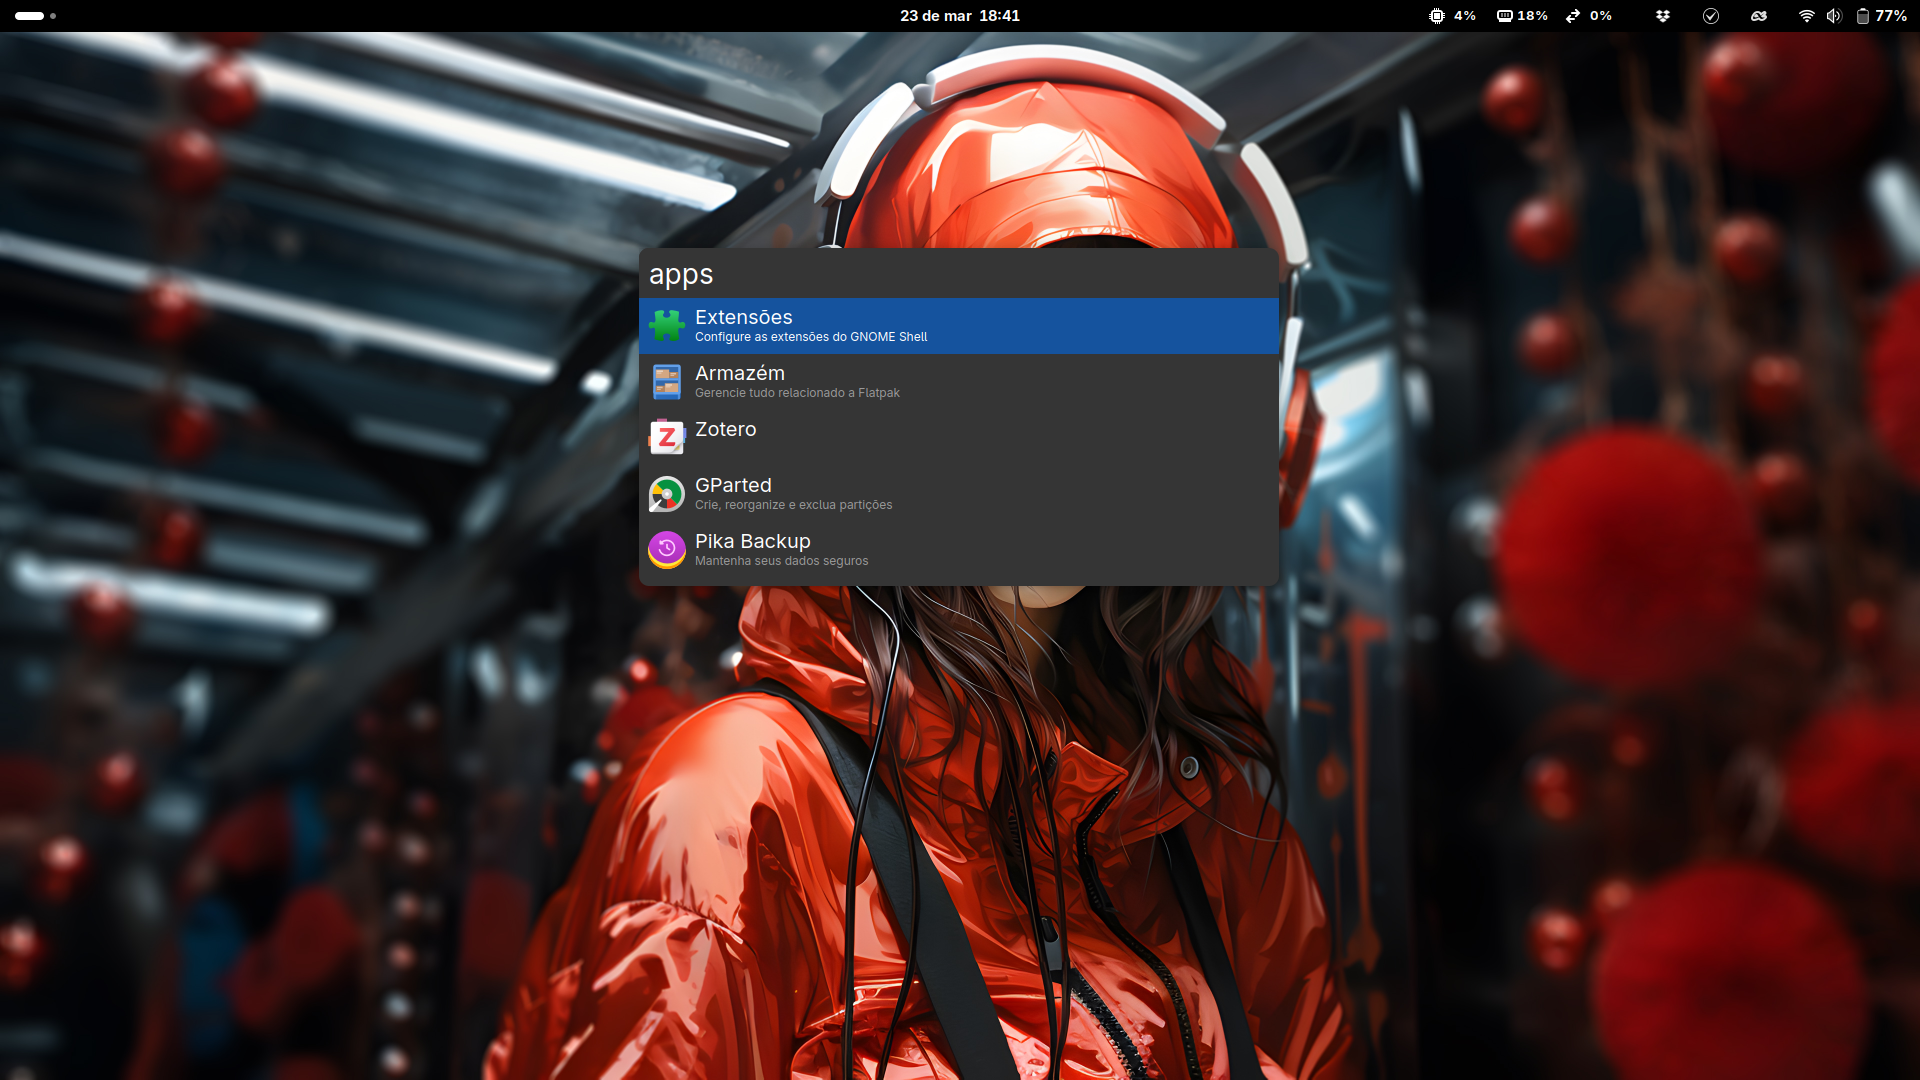 23 de mar 18:41
4%
18%
0%
77%
apps
Extensões
Configure as extensões do GNOME Shell
Armazém
Gerencie tudo relacionado a Flatpak
Z
Zotero
GParted
Crie, reorganize e exclua partições
Pika Backup
Mantenha seus dados seguros